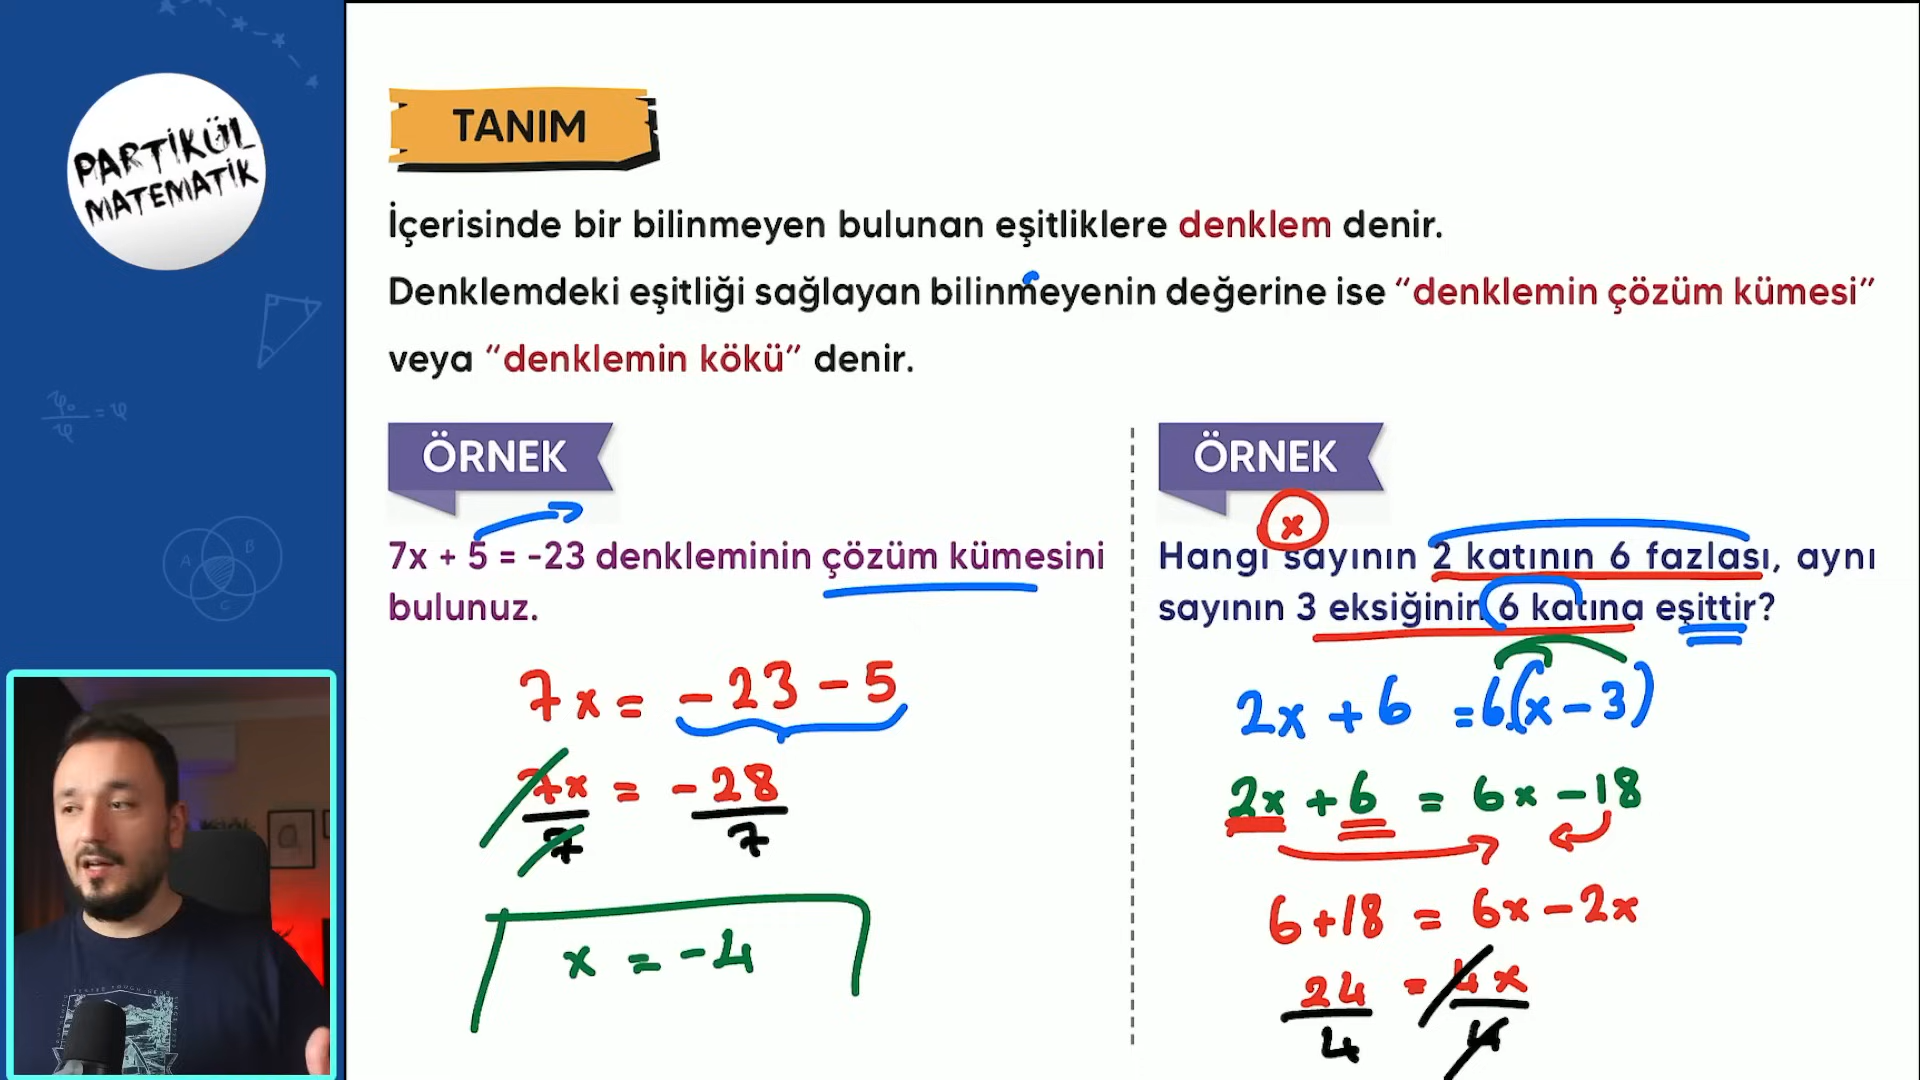 PARTİKÜL
MATEMATİK
TANIM
İçerisinde bir bilinmeyen bulunan eşitliklere denklem denir.
Denklemdeki eşitliği sağlayan bilinmeyenin değerine ise “denklemin çözüm kümesi”
veya “denklemin kökü” denir.
ÖRNEK
7x + 5 = -23 denkleminin çözüm kümesini
bulunuz.
7x = -23 - 5
7x = -28
7 7
x = -4
ÖRNEK
x
Hangi sayının 2 katının 6 fazlası, aynı
sayının 3 eksiğinin 6 katına eşittir?
2x + 6 = 6.(x - 3)
2x + 6 = 6x - 18
6 + 18 = 6x - 2x
24 = 4x
4 4
A B
C